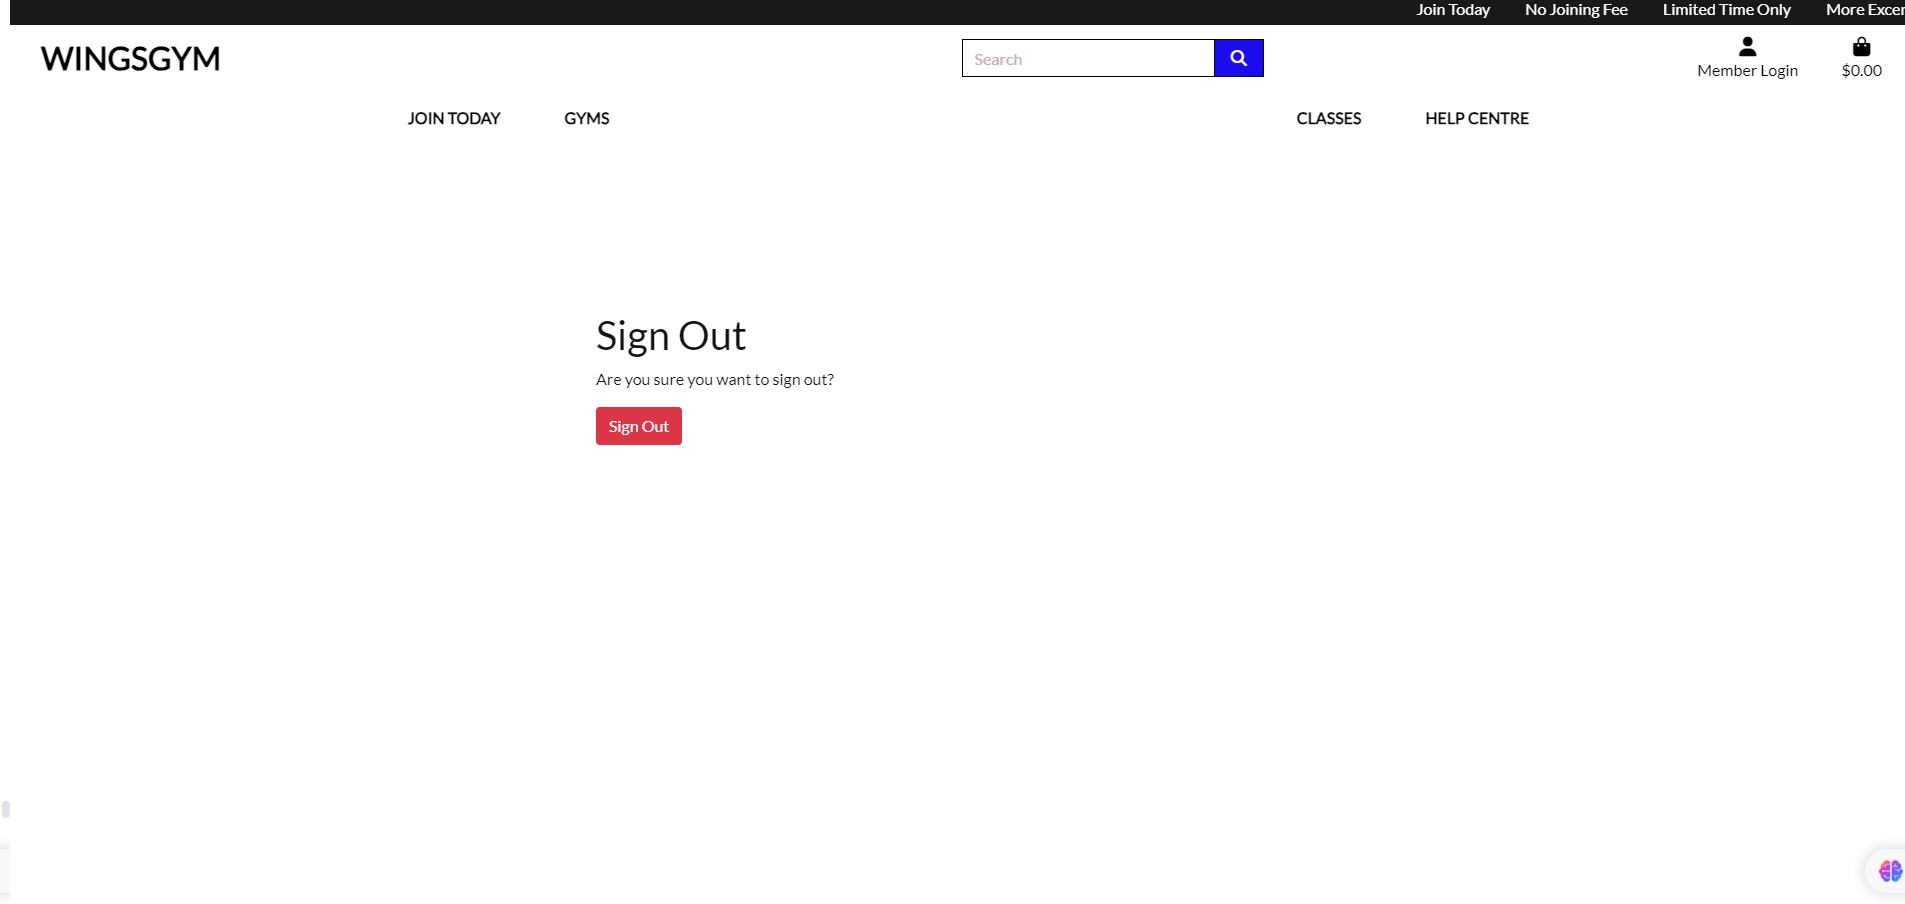 Join Today No Joining Fee Limited Time Only More Excer
WINGSGYM
Search
Member Login
$0.00
JOIN TODAY GYMS CLASSES HELP CENTRE
Sign Out
Are you sure you want to sign out?
Sign Out